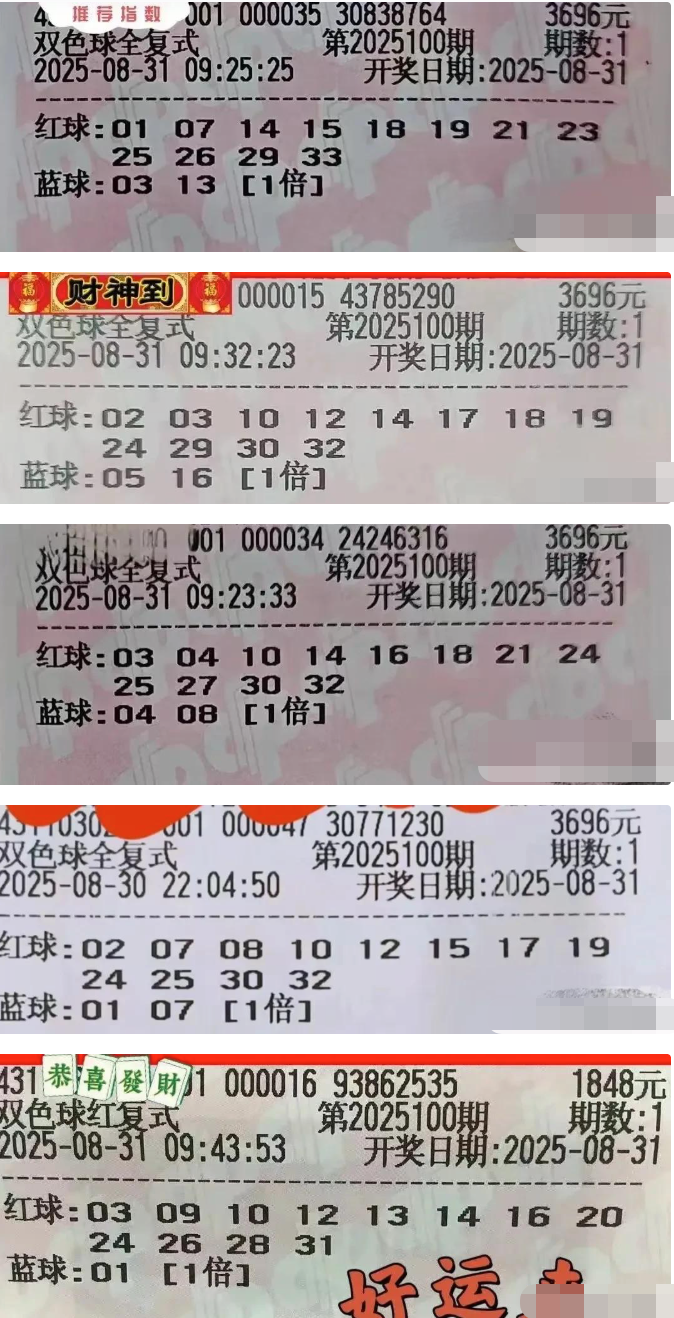 推荐指数
001 000035 30838764 3696元
双色球全复式 第2025100期 期数:1
2025-08-31 09:25:25 开奖日期:2025-08-31
红球:01 07 14 15 18 19 21 23
25 26 29 33
蓝球:03 13 [1倍]
福 财神到 福
000015 43785290 3696元
双色球全复式 第2025100期 期数:1
2025-08-31 09:32:23 开奖日期:2025-08-31
红球:02 03 10 12 14 17 18 19
24 29 30 32
蓝球:05 16 [1倍]
001 000034 24246316 3696元
双色球全复式 第2025100期 期数:1
2025-08-31 09:23:33 开奖日期:2025-08-31
红球:03 04 10 14 16 18 21 24
25 27 30 32
蓝球:04 08 [1倍]
001 000047 30771230 3696元
双色球全复式 第2025100期 期数:1
2025-08-30 22:04:50 开奖日期:2025-08-31
红球:02 07 08 10 12 15 17 19
24 25 30 32
蓝球:01 07 [1倍]
恭喜發財
431 01 000016 93862535 1848元
双色球红复式 第2025100期 期数:1
2025-08-31 09:43:53 开奖日期:2025-08-31
红球:03 09 10 12 13 14 16 20
24 26 28 31
蓝球:01 [1倍]
好运